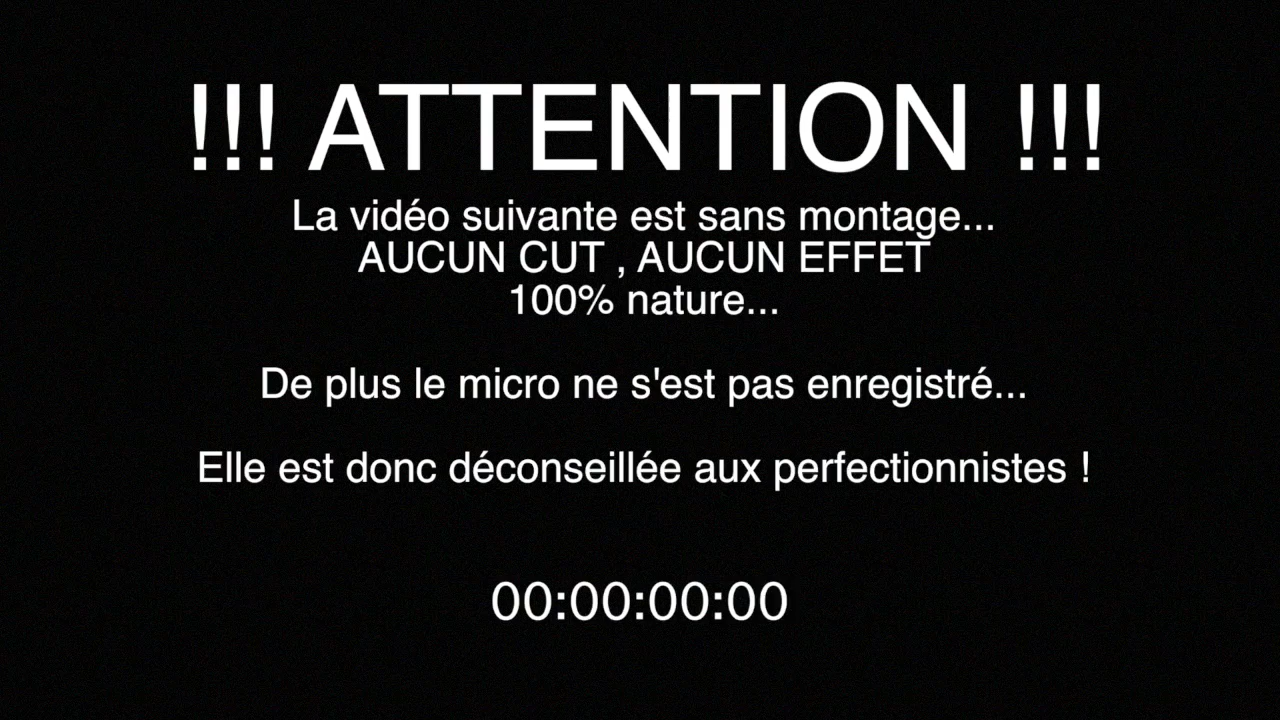 !!! ATTENTION !!!
La vidéo suivante est sans montage...
AUCUN CUT , AUCUN EFFET
100% nature...
De plus le micro ne s'est pas enregistré...
Elle est donc déconseillée aux perfectionnistes !
00:00:00:00